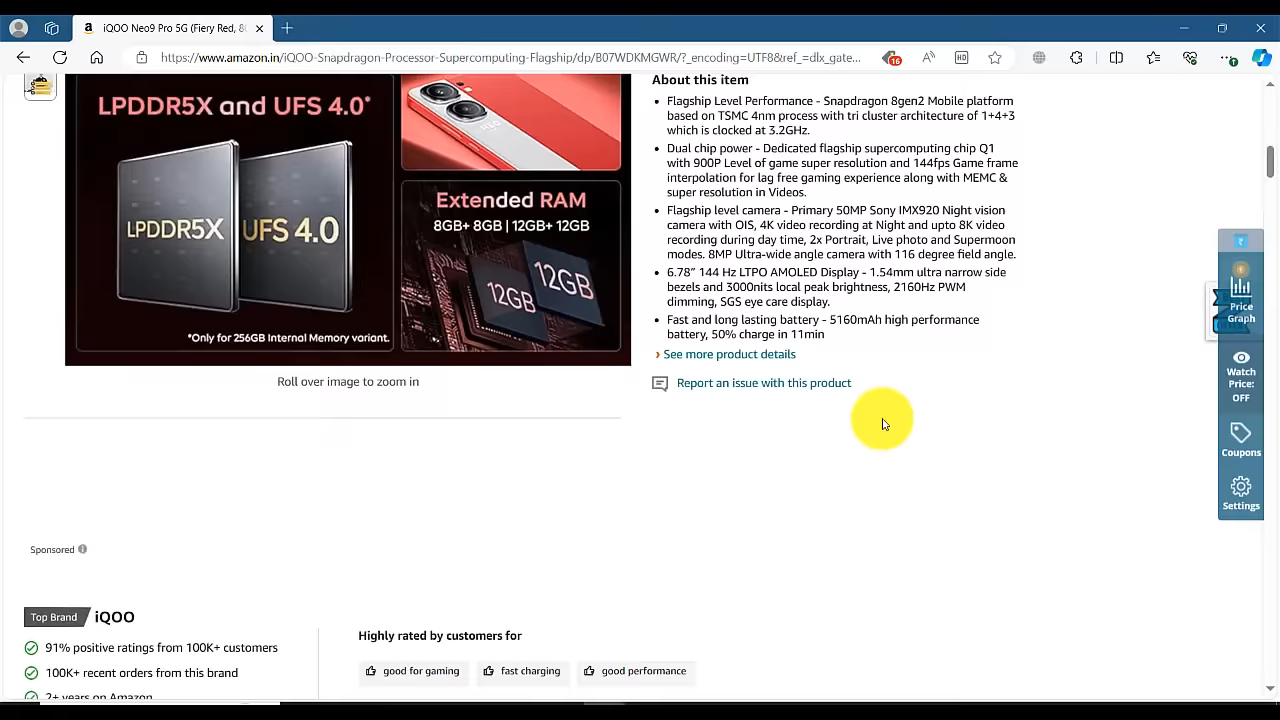 iQOO Neo9 Pro 5G (Fiery Red, 8G
https://www.amazon.in/iQOO-Snapdragon-Processor-Supercomputing-Flagship/dp/B07WDKMGWR/?_encoding=UTF8&ref_=dlx_gate...
16
HD
LPDDR5X and UFS 4.0*
LPDDR5X
UFS 4.0
*Only for 256GB Internal Memory variant.
Extended RAM
8GB+ 8GB | 12GB+ 12GB
12GB
12GB
Roll over image to zoom in
About this item
Flagship Level Performance - Snapdragon 8gen2 Mobile platform
based on TSMC 4nm process with tri cluster architecture of 1+4+3
which is clocked at 3.2GHz.
Dual chip power - Dedicated flagship supercomputing chip Q1
with 900P Level of game super resolution and 144fps Game frame
interpolation for lag free gaming experience along with MEMC &
super resolution in Videos.
Flagship level camera - Primary 50MP Sony IMX920 Night vision
camera with OIS, 4K video recording at Night and upto 8K video
recording during day time, 2x Portrait, Live photo and Supermoon
modes. 8MP Ultra-wide angle camera with 116 degree field angle.
6.78” 144 Hz LTPO AMOLED Display - 1.54mm ultra narrow side
bezels and 3000nits local peak brightness, 2160Hz PWM
dimming, SGS eye care display.
Fast and long lasting battery - 5160mAh high performance
battery, 50% charge in 11min
› See more product details
Report an issue with this product
Price
Graph
Watch
Price:
OFF
Coupons
Settings
Sponsored
Top Brand iQOO
91% positive ratings from 100K+ customers
100K+ recent orders from this brand
2+ years on Amazon
Highly rated by customers for
good for gaming
fast charging
good performance